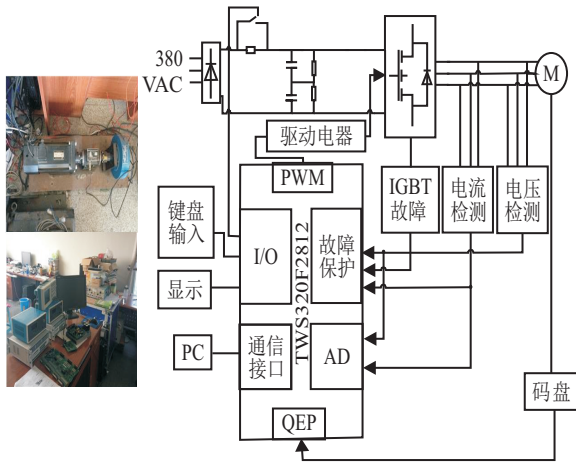 380
VAC
M
驱动电器
PWM
IGBT
故障
电流
检测
电压
检测
键盘
输入
I/O
故障
保护
TWS320F2812
显示
PC
通信
接口
AD
码盘
QEP